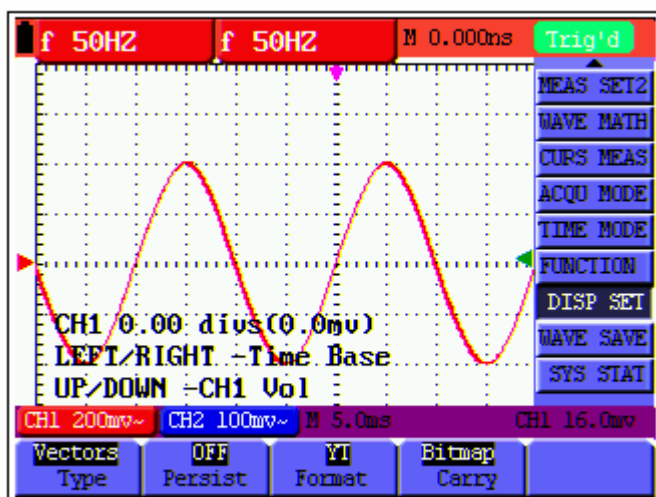 f 50HZ f 50HZ M 0.000ns Trig'd
MEAS SET2
WAVE MATH
CURS MEAS
ACQU MODE
TIME MODE
FUNCTION
DISP SET
WAVE SAVE
SYS STAT
CH1 0.00 divs(0.0mv)
LEFT/RIGHT -Time Base
UP/DOWN -CH1 Vol
CH1 200mv~ CH2 100mv~ M 5.0ms CH1 16.0mv
Vectors OFF YT Bitmap
Type Persist Format Carry